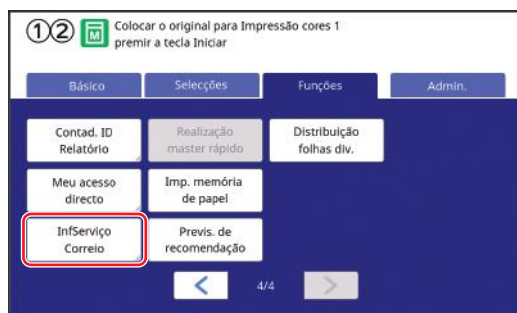 ①② M Colocar o original para Impressão cores 1
premir a tecla Iniciar
Básico
Selecções
Funções
Admin.
Contad. ID
Relatório
Realização
master rápido
Distribuição
folhas div.
Meu acesso
directo
Imp. memória
de papel
InfServiço
Correio
Previs. de
recomendação
< 4/4 >